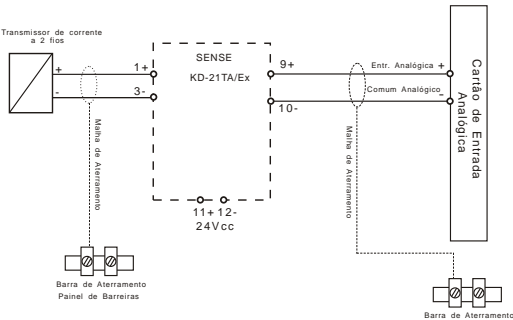 Transmissor de corrente
a 2 fios
+
-
1+
3-
SENSE
KD-21TA/Ex
9+
10-
11+ 12-
24Vcc
Entr. Analógica +
Comum Analógico -
Cartão de Entrada
Analógica
Malha de Aterramento
Malha de Aterramento
Barra de Aterramento
Painel de Barreiras
Barra de Aterramento